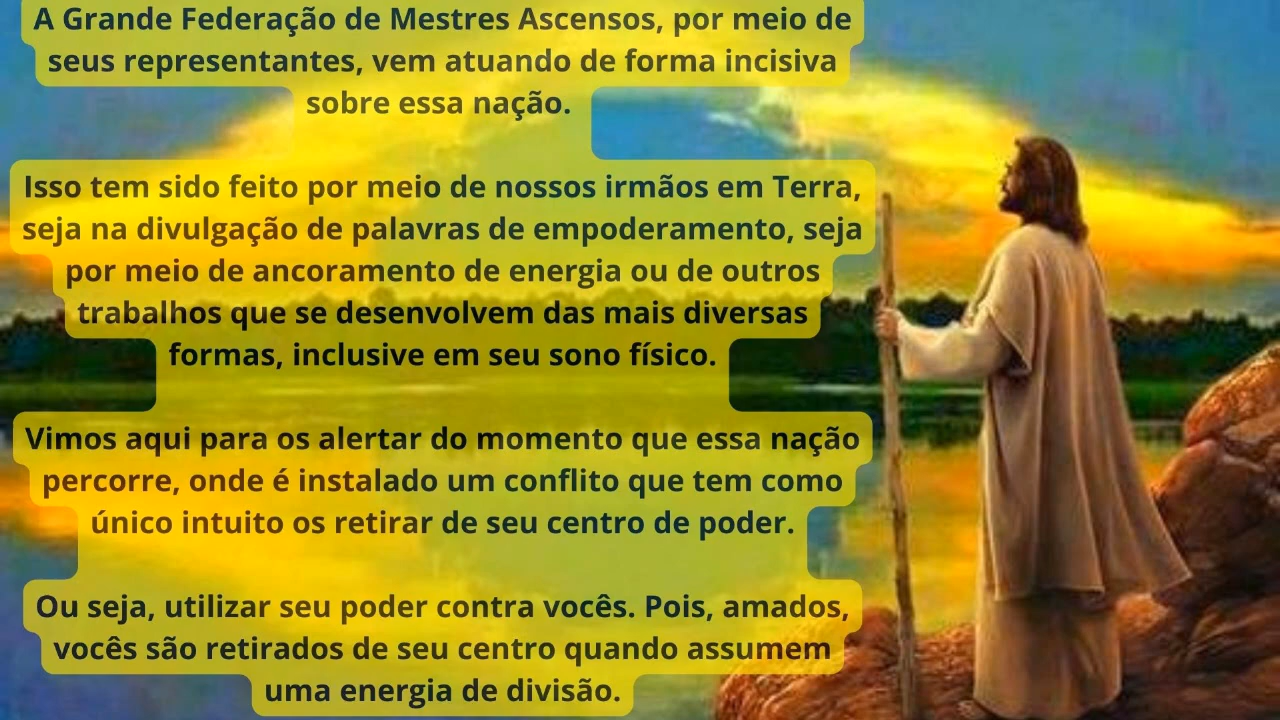 A Grande Federação de Mestres Ascensos, por meio de
seus representantes, vem atuando de forma incisiva
sobre essa nação.
Isso tem sido feito por meio de nossos irmãos em Terra,
seja na divulgação de palavras de empoderamento, seja
por meio de ancoramento de energia ou de outros
trabalhos que se desenvolvem das mais diversas
formas, inclusive em seu sono físico.
Vimos aqui para os alertar do momento que essa nação
percorre, onde é instalado um conflito que tem como
único intuito os retirar de seu centro de poder.
Ou seja, utilizar seu poder contra vocês. Pois, amados,
vocês são retirados de seu centro quando assumem
uma energia de divisão.